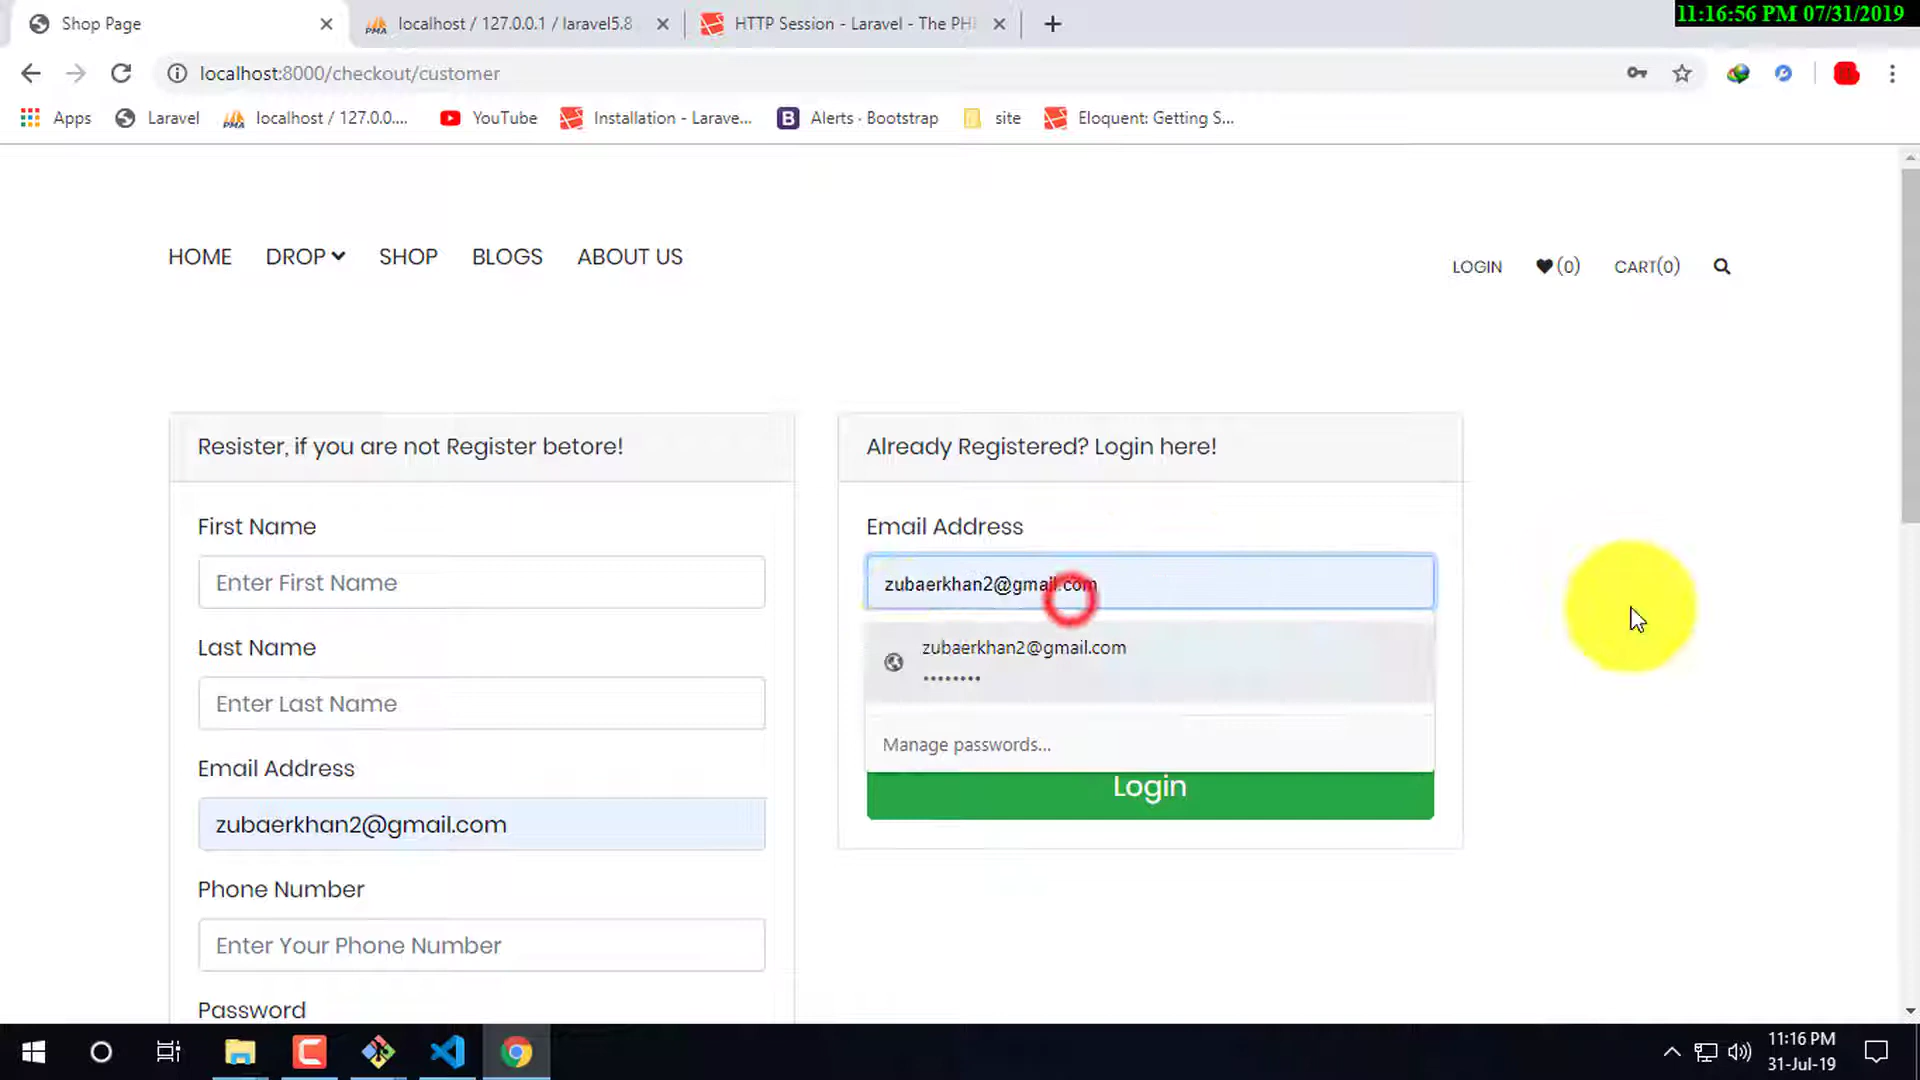 11:16:56 PM 07/31/2019
Shop Page
localhost / 127.0.0.1 / laravel5.8
HTTP Session - Laravel - The PH
localhost:8000/checkout/customer
Apps
Laravel
localhost / 127.0.0....
YouTube
Installation - Larave...
Alerts · Bootstrap
site
Eloquent: Getting S...
HOME
DROP
SHOP
BLOGS
ABOUT US
LOGIN
(0)
CART(0)
Resister, if you are not Register betore!
First Name
Enter First Name
Last Name
Enter Last Name
Email Address
zubaerkhan2@gmail.com
Phone Number
Enter Your Phone Number
Password
Already Registered? Login here!
Email Address
zubaerkhan2@gmail.com
zubaerkhan2@gmail.com
••••••••
Manage passwords...
Login
11:16 PM
31-Jul-19